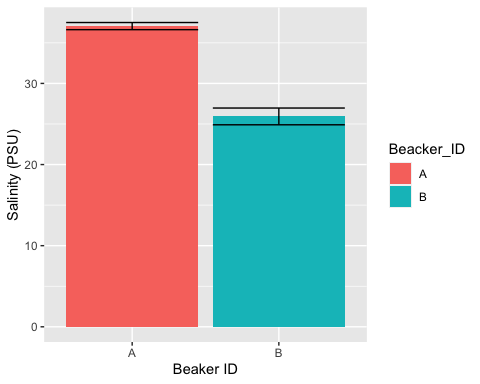 Salinity (PSU)
30
20
10
0
A
B
Beaker ID
Beacker_ID
A
B